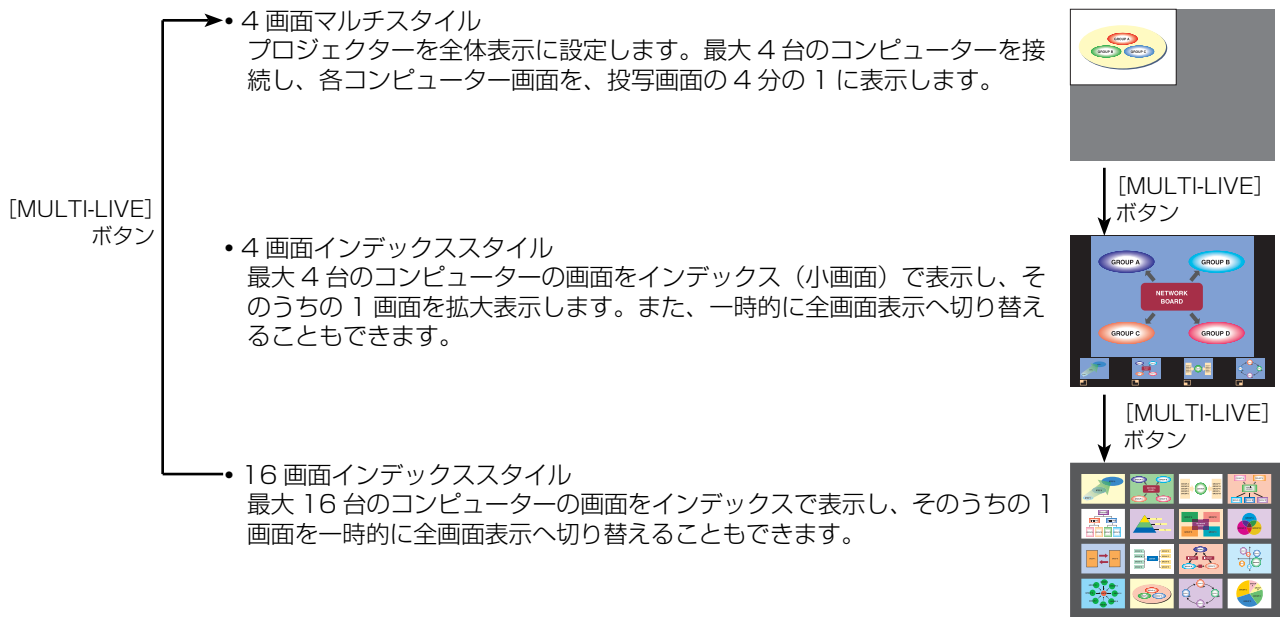 • 4 画面マルチスタイル
プロジェクターを全体表示に設定します。最大 4 台のコンピューターを接
続し、各コンピューター画面を、投写画面の 4 分の 1 に表示します。
GROUP A
GROUP B
GROUP C
[MULTI-LIVE]
ボタン
[MULTI-LIVE]
ボタン
• 4 画面インデックススタイル
最大 4 台のコンピューターの画面をインデックス（小画面）で表示し、そ
のうちの 1 画面を拡大表示します。また、一時的に全画面表示へ切り替え
ることもできます。
GROUP A
GROUP B
NETWORK
BOARD
GROUP C
GROUP D
[MULTI-LIVE]
ボタン
• 16 画面インデックススタイル
最大 16 台のコンピューターの画面をインデックスで表示し、そのうちの 1
画面を一時的に全画面表示へ切り替えることもできます。